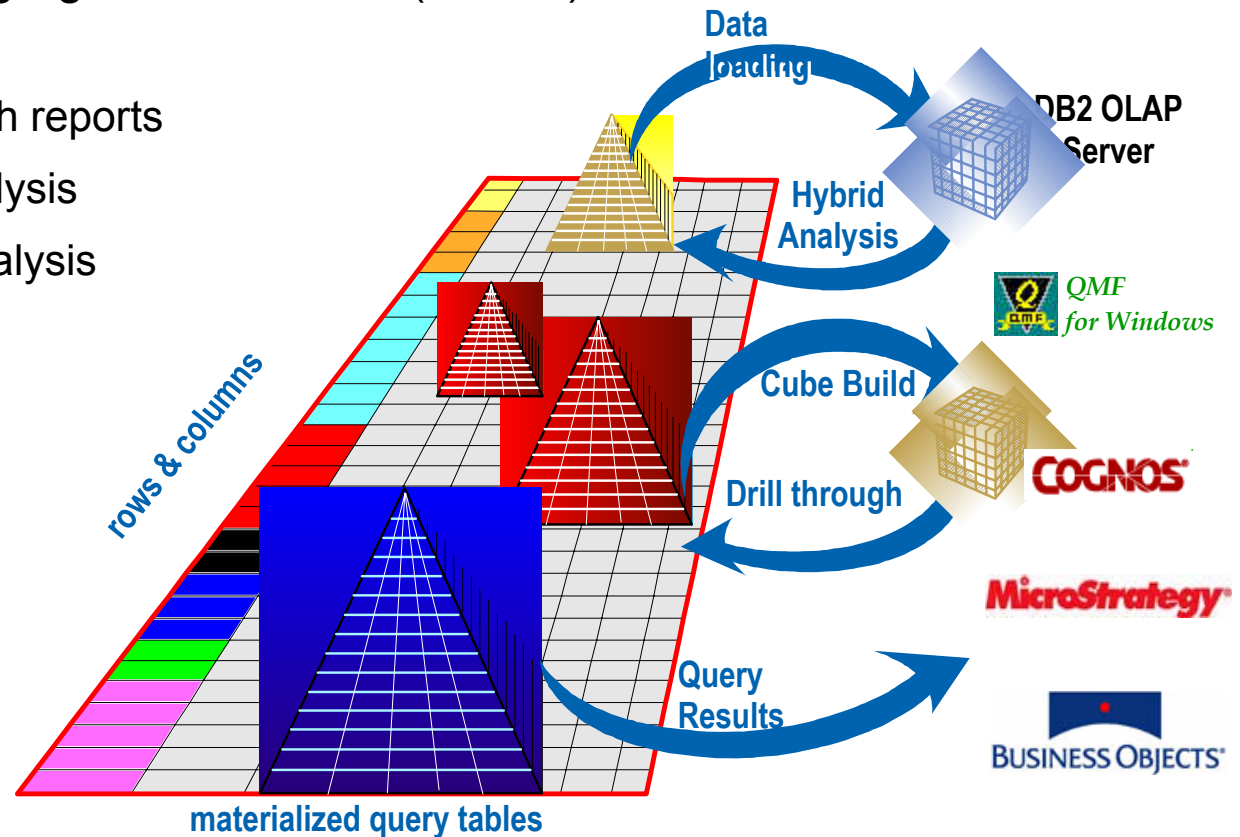 h reports
lysis
alysis
Data
loading
DB2 OLAP
Server
Hybrid
Analysis
QMF
QMF
for Windows
rows & columns
Cube Build
COGNOS
Drill through
MicroStrategy
Query
Results
BUSINESS OBJECTS
materialized query tables